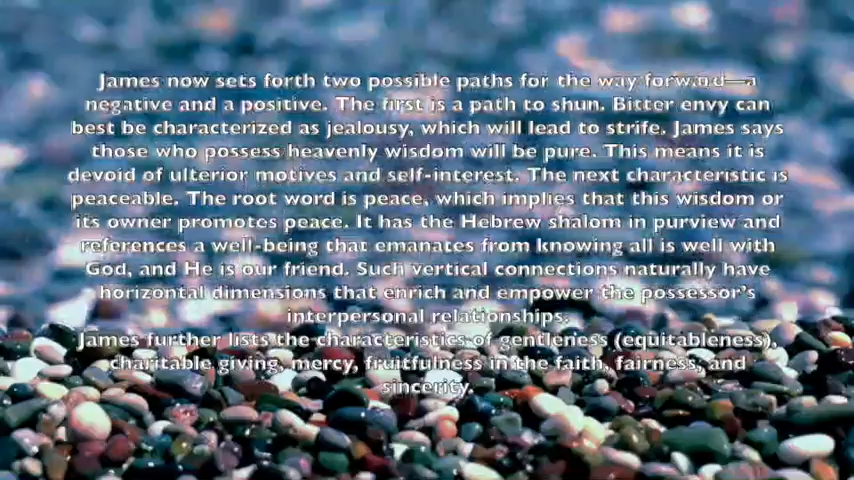 James now sets forth two possible paths for the way forward—a
negative and a positive. The first is a path to shun. Bitter envy can
best be characterized as jealousy, which will lead to strife. James says
those who possess heavenly wisdom will be pure. This means it is
devoid of ulterior motives and self-interest. The next characteristic is
peaceable. The root word is peace, which implies that this wisdom or
its owner promotes peace. It has the Hebrew shalom in purview and
references a well-being that emanates from knowing all is well with
God, and He is our friend. Such vertical connections naturally have
horizontal dimensions that enrich and empower the possessor's
interpersonal relationships.
James further lists the characteristics of gentleness (equitableness),
charitable giving, mercy, fruitfulness in the faith, fairness, and
sincerity.